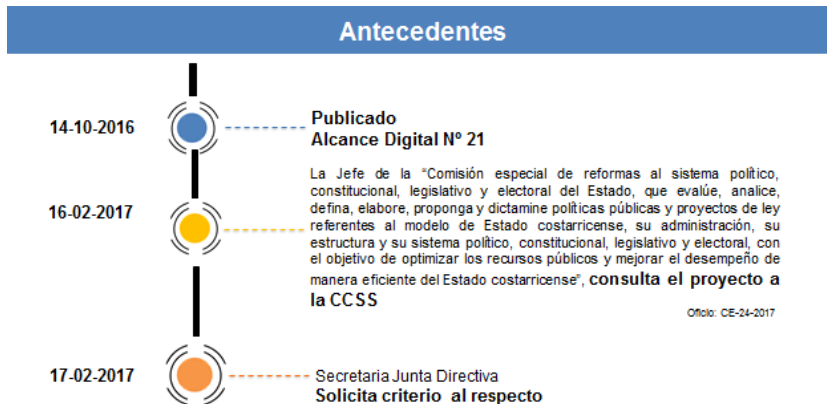 Antecedentes
14-10-2016
Publicado
Alcance Digital Nº 21
16-02-2017
La Jefe de la “Comisión especial de reformas al sistema político,
constitucional, legislativo y electoral del Estado, que evalúe, analice,
defina, elabore, proponga y dictamine políticas públicas y proyectos de ley
referentes al modelo de Estado costarricense, su administración, su
estructura y su sistema político, constitucional, legislativo y electoral, con
el objetivo de optimizar los recursos públicos y mejorar el desempeño de
manera eficiente del Estado costarricense”, consulta el proyecto a
la CCSS
Oficio: CE-24-2017
17-02-2017
Secretaria Junta Directiva
Solicita criterio al respecto